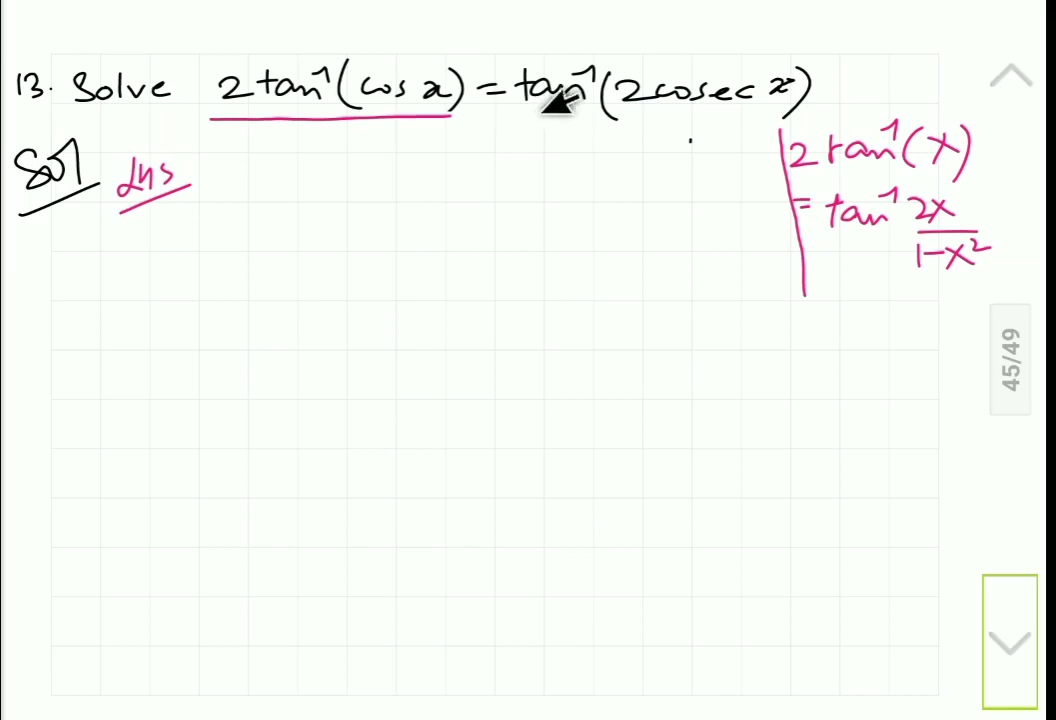 13. Solve 2 tan⁻¹(cos x) = tan⁻¹(2 cosec x)
Sol
LHS
2 tan⁻¹(x)
= tan⁻¹ 2x
1-x²
45/49